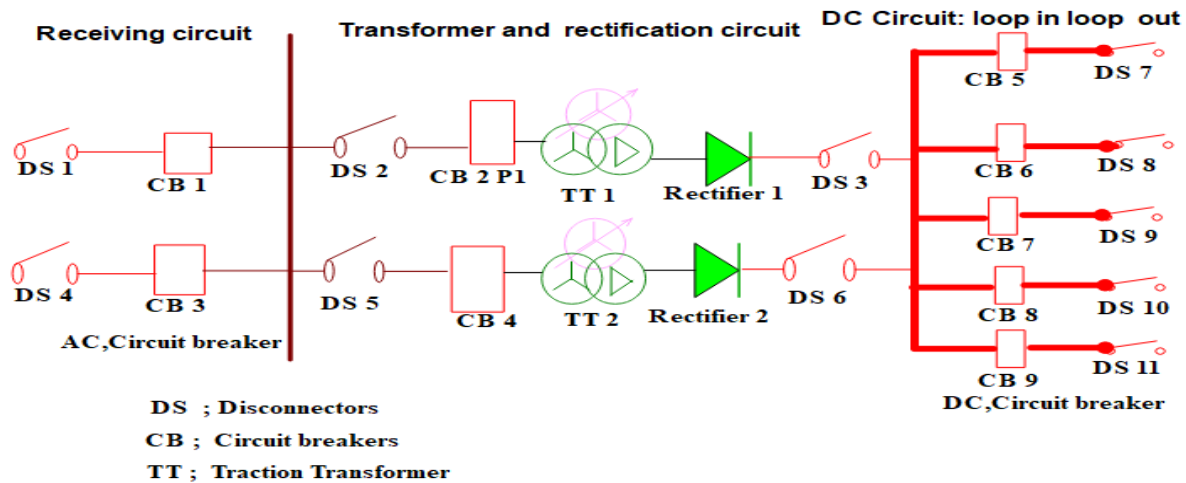 Receiving circuit
Transformer and rectification circuit
DC Circuit: loop in loop out
DS 1
CB 1
DS 2
CB 2 P1
TT 1
Rectifier 1
DS 3
CB 5
DS 7
CB 6
DS 8
CB 7
DS 9
DS 4
CB 3
DS 5
CB 4
TT 2
Rectifier 2
DS 6
CB 8
DS 10
CB 9
DS 11
AC,Circuit breaker
DC,Circuit breaker
DS ; Disconnectors
CB ; Circuit breakers
TT ; Traction Transformer